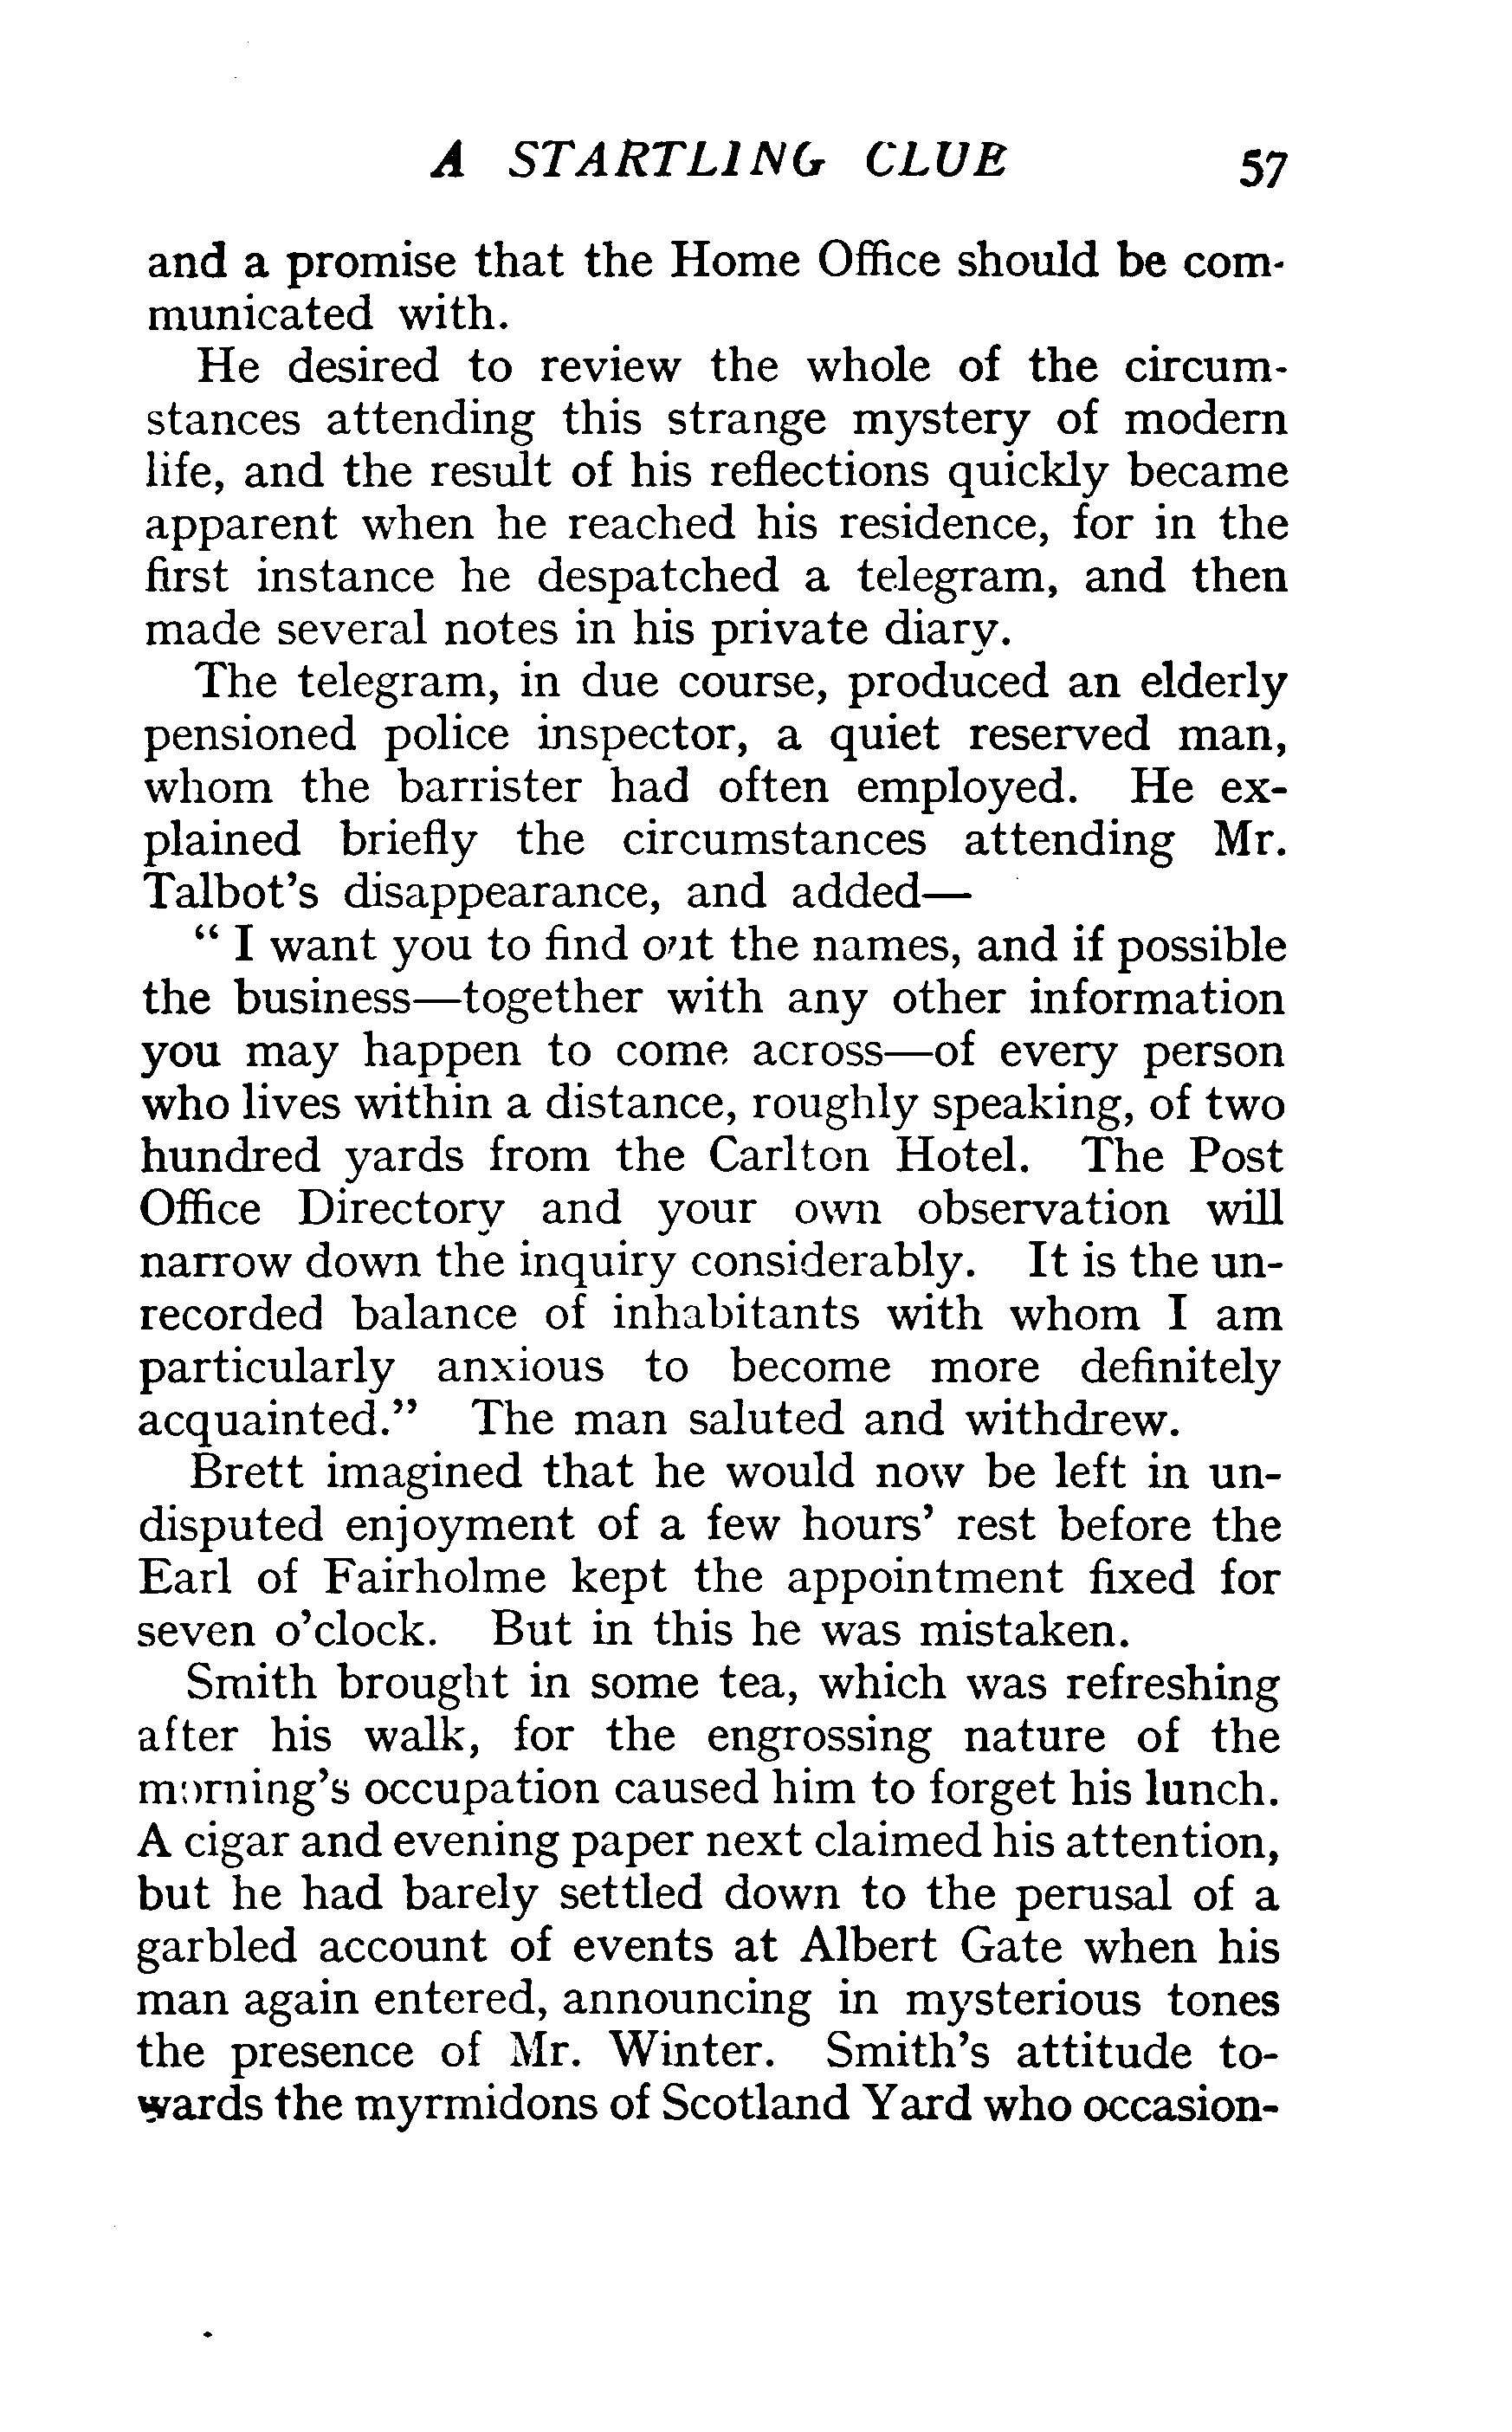 A STARTLING CLUE 57
and a promise that the Home Office should be com-
municated with.
He desired to review the whole of the circum-
stances attending this strange mystery of modern
life, and the result of his reflections quickly became
apparent when he reached his residence, for in the
first instance he despatched a telegram, and then
made several notes in his private diary.
The telegram, in due course, produced an elderly
pensioned police inspector, a quiet reserved man,
whom the barrister had often employed. He ex-
plained briefly the circumstances attending Mr.
Talbot's disappearance, and added—
“ I want you to find out the names, and if possible
the business—together with any other information
you may happen to come across—of every person
who lives within a distance, roughly speaking, of two
hundred yards from the Carlton Hotel. The Post
Office Directory and your own observation will
narrow down the inquiry considerably. It is the un-
recorded balance of inhabitants with whom I am
particularly anxious to become more definitely
acquainted.” The man saluted and withdrew.
Brett imagined that he would now be left in un-
disputed enjoyment of a few hours' rest before the
Earl of Fairholme kept the appointment fixed for
seven o'clock. But in this he was mistaken.
Smith brought in some tea, which was refreshing
after his walk, for the engrossing nature of the
morning's occupation caused him to forget his lunch.
A cigar and evening paper next claimed his attention,
but he had barely settled down to the perusal of a
garbled account of events at Albert Gate when his
man again entered, announcing in mysterious tones
the presence of Mr. Winter. Smith's attitude to-
wards the myrmidons of Scotland Yard who occasion-